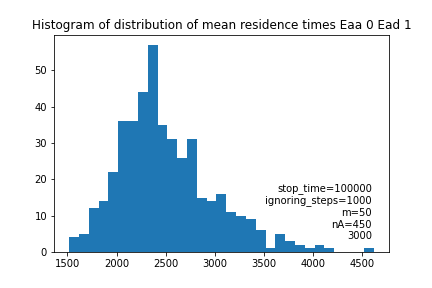 Histogram of distribution of mean residence times Eaa 0 Ead 1
50
40
30
20
10
0
stop_time=100000
ignoring_steps=1000
m=50
nA=450
3000
1500 2000 2500 3000 3500 4000 4500